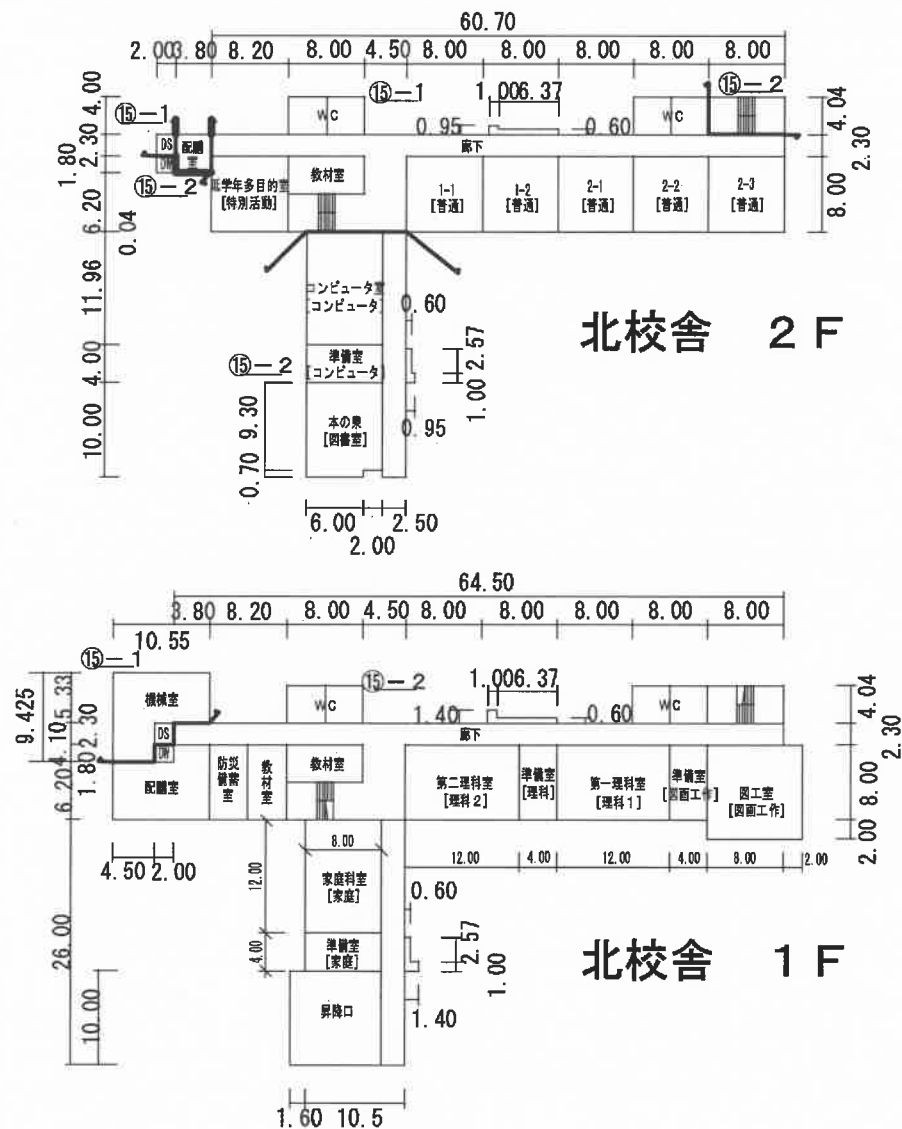 60.70
2.00 3.80 8.20 8.00 4.50 8.00 8.00 8.00 8.00 8.00
4.00
⑮-1
⑮-1
1.00 6.37
⑮-2
4.04
WC
WC
0.95
0.60
2.30
DS
配膳室
廊下
2.30
1.80
DW
⑮-2
低学年多目的室
[特別活動]
教材室
1-1
[普通]
1-2
[普通]
2-1
[普通]
2-2
[普通]
2-3
[普通]
8.00
6.20
0.04
11.96
コンピュータ室
[コンピュータ]
0.60
北校舎 2F
2.57
⑮-2
準備室
[コンピュータ]
4.00
1.00
9.30
本の泉
[図書室]
0.95
10.00
0.70
6.00 2.50
2.00
64.50
3.80 8.20 8.00 4.50 8.00 8.00 8.00 8.00 8.00
10.55
⑮-1
⑮-2
1.00 6.37
機械室
WC
WC
1.40
0.60
4.04
9.425
5.33
4.10
2.30
DS
廊下
2.30
DW
1.80
6.20
配膳室
防災備蓄室
教材室
教材室
第二理科室
[理科2]
準備室
[理科]
第一理科室
[理科1]
準備室
[図画工作]
図工室
[図画工作]
8.00
2.00
4.50 2.00
8.00
12.00 4.00 12.00 4.00 8.00 2.00
12.00
家庭科室
[家庭]
0.60
26.00
4.00
準備室
[家庭]
2.57
1.00
北校舎 1F
10.00
昇降口
1.40
1.60 10.5